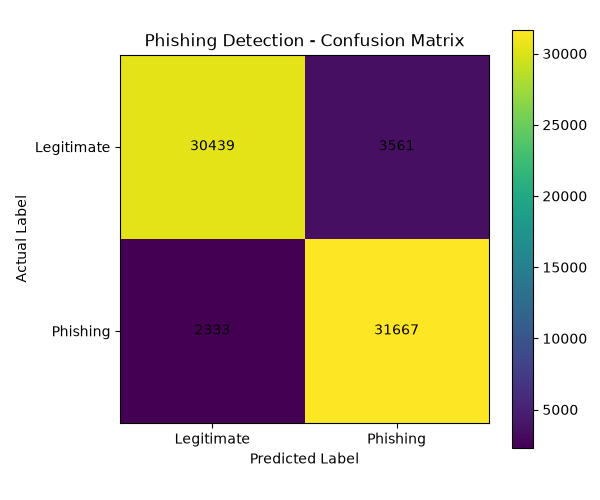 Phishing Detection - Confusion Matrix
Actual Label
Legitimate
Phishing
30439
3561
2333
31667
Legitimate
Phishing
Predicted Label
30000
25000
20000
15000
10000
5000